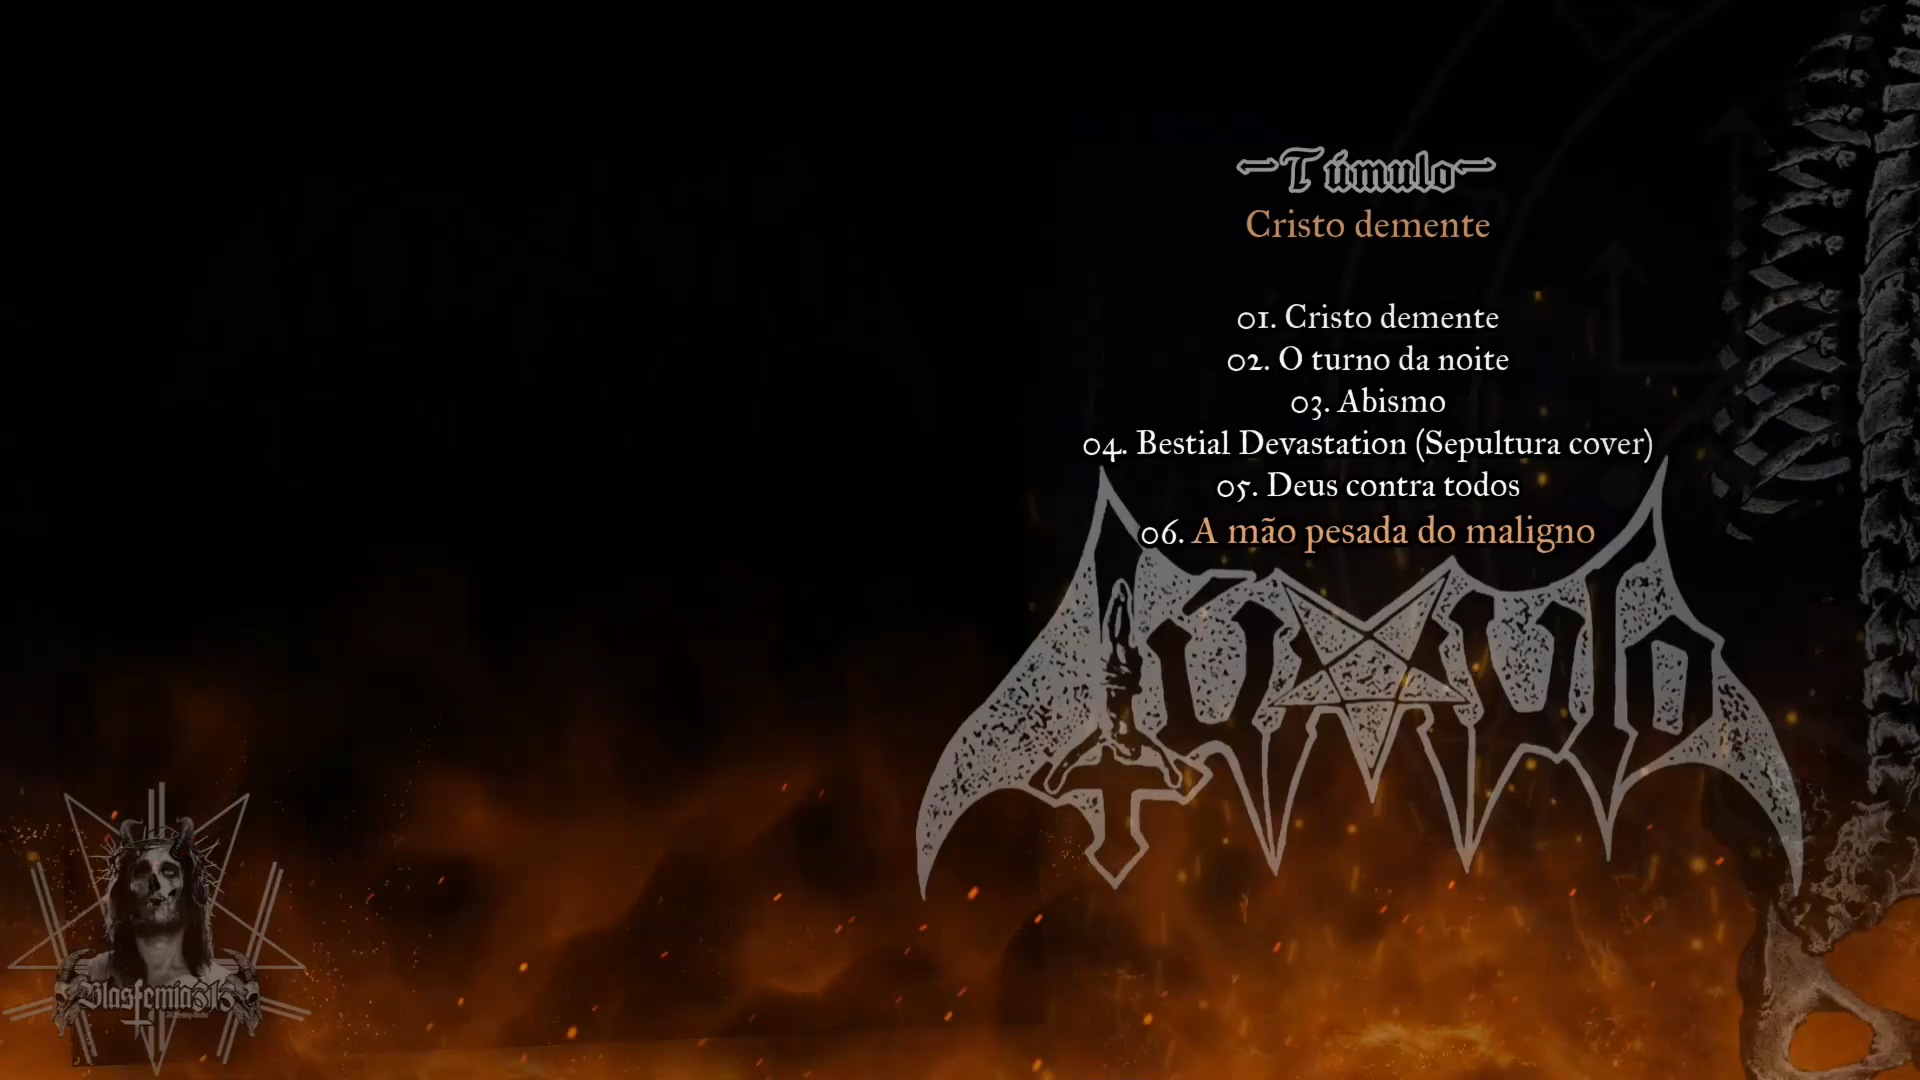 Túmulo
Cristo demente
01. Cristo demente
02. O turno da noite
03. Abismo
04. Bestial Devastation (Sepultura cover)
05. Deus contra todos
06. A mão pesada do maligno
TUMULO
Blasfemia313